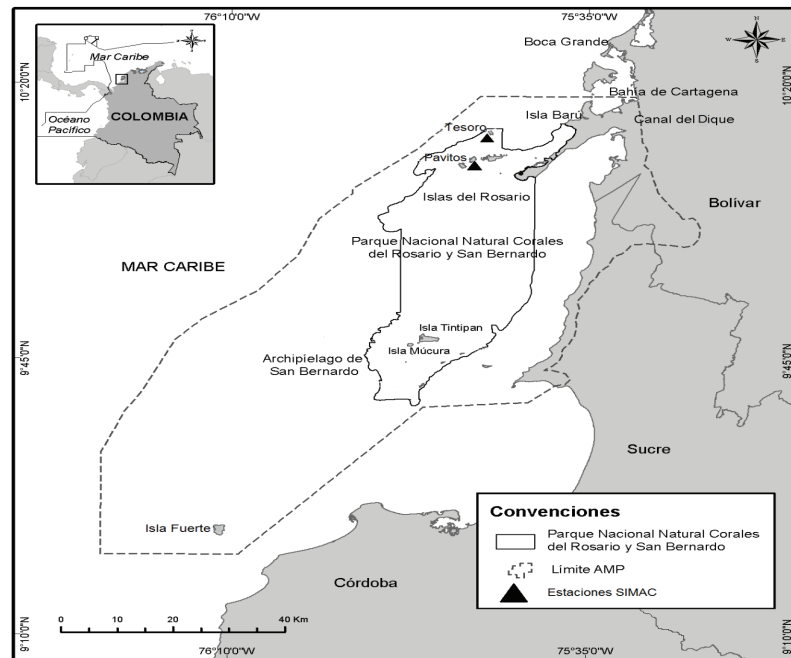 76°10'0"W
75°35'0"W
Mar Caribe
Océano
Pacífico
COLOMBIA
N
W
E
S
Boca Grande
10°20'0"N
10°20'0"N
Bahía de Cartagena
Isla Barú
Canal del Dique
Tesoro
Pavitos
Islas del Rosario
Bolívar
Parque Nacional Natural Corales
del Rosario y San Bernardo
MAR CARIBE
Isla Tintipan
Isla Múcura
Archipielago de
San Bernardo
9°45'0"N
9°45'0"N
Sucre
Isla Fuerte
Córdoba
Convenciones
Parque Nacional Natural Corales
del Rosario y San Bernardo
Límite AMP
Estaciones SIMAC
0 5 10 20 30 40 Km
9°10'0"N
9°10'0"N
76°10'0"W
75°35'0"W